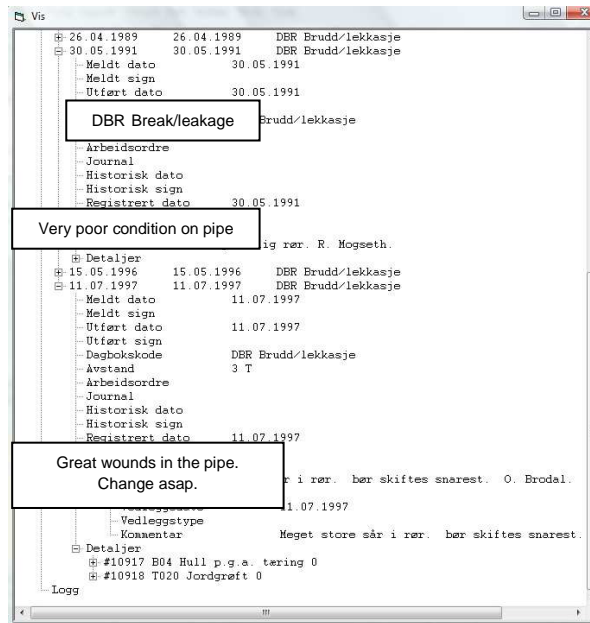 Vis
26.04.1989 26.04.1989 DBR Brudd/lekkasje
30.05.1991 30.05.1991 DBR Brudd/lekkasje
Meldt dato 30.05.1991
Meldt sign
Utført dato 30.05.1991
DBR Break/leakage
Brudd/lekkasje
Arbeidsordre
Journal
Historisk dato
Historisk sign
Registrert dato 30.05.1991
Very poor condition on pipe
ig rør. R. Mogseth.
Detaljer
15.05.1996 15.05.1996 DBR Brudd/lekkasje
11.07.1997 11.07.1997 DBR Brudd/lekkasje
Meldt dato 11.07.1997
Meldt sign
Utført dato 11.07.1997
Utført sign
Dagbokskode DBR Brudd/lekkasje
Avstand 3 T
Arbeidsordre
Journal
Historisk dato
Historisk sign
Registrert dato 11.07.1997
Great wounds in the pipe.
Change asap.
r i rør. bør skiftes snarest. O. Brodal.
11.07.1997
Vedleggstype
Kommentar Meget store sår i rør. bør skiftes snarest.
Detaljer
#10917 B04 Hull p.g.a. tæring 0
#10918 T020 Jordgrøft 0
Logg